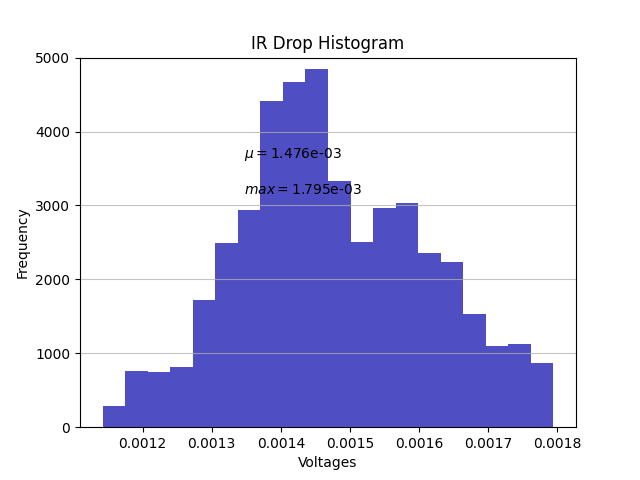 IR Drop Histogram
5000
4000
3000
2000
1000
0
Frequency
μ = 1.476e-03
max = 1.795e-03
0.0012 0.0013 0.0014 0.0015 0.0016 0.0017 0.0018
Voltages